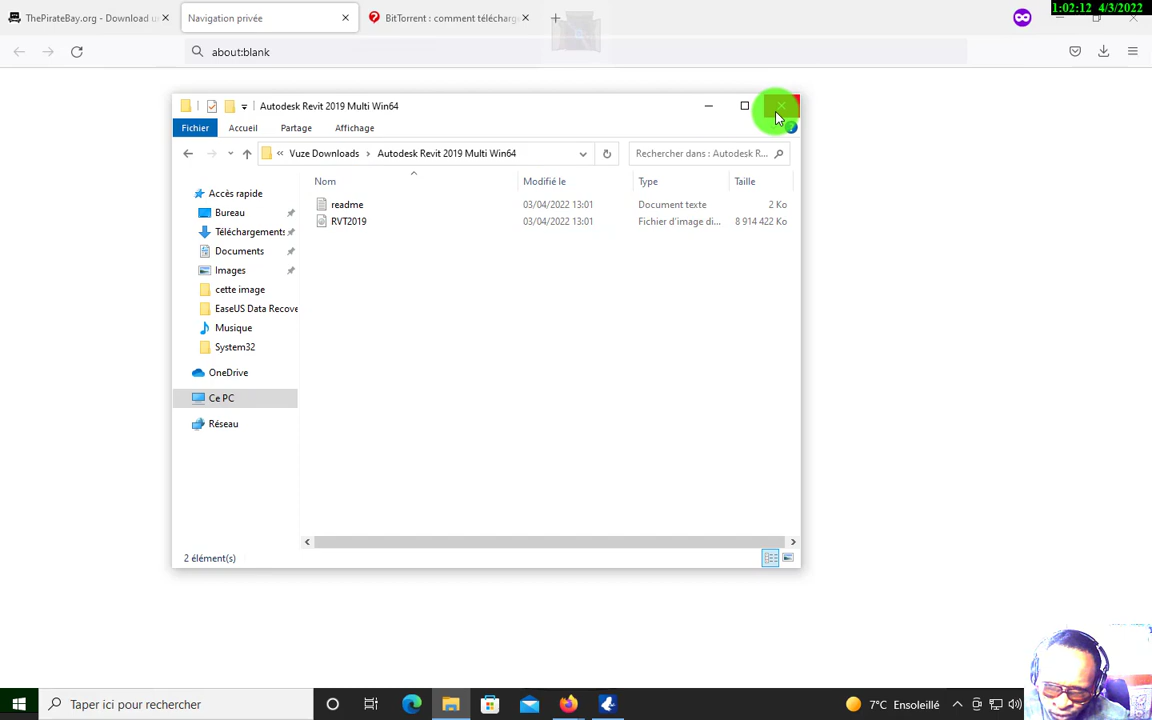 1:02:12 4/3/2022
ThePirateBay.org - Download u
Navigation privée
BitTorrent : comment télécharge
about:blank
Autodesk Revit 2019 Multi Win64
Fichier
Accueil
Partage
Affichage
« Vuze Downloads › Autodesk Revit 2019 Multi Win64
Rechercher dans : Autodesk R...
Nom
Modifié le
Type
Taille
readme 03/04/2022 13:01 Document texte 2 Ko
RVT2019 03/04/2022 13:01 Fichier d'image di... 8 914 422 Ko
Accès rapide
Bureau
Téléchargements
Documents
Images
cette image
EaseUS Data Recove
Musique
System32
OneDrive
Ce PC
Réseau
2 élément(s)
Taper ici pour rechercher
7°C Ensoleillé